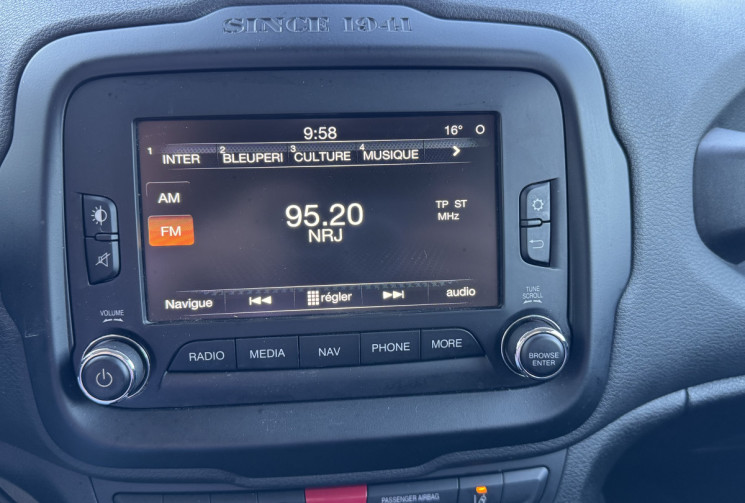 SINCE 1941
9:58 16°
1 INTER 2 BLEUPERI 3 CULTURE 4 MUSIQUE
AM
95.20 TP ST
FM NRJ MHz
Navigue régler audio
VOLUME
TUNE
SCROLL
RADIO MEDIA NAV PHONE MORE
BROWSE
ENTER
PASSENGER AIRBAG